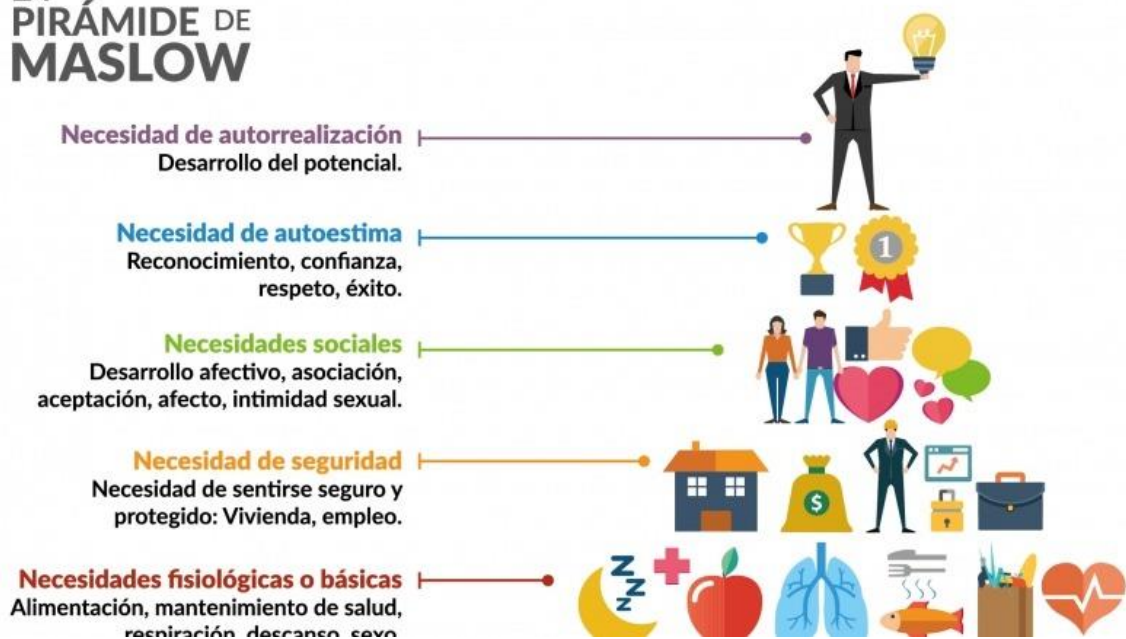 PIRÁMIDE DE
MASLOW
Necesidad de autorrealización
Desarrollo del potencial.
Necesidad de autoestima
Reconocimiento, confianza,
respeto, éxito.
1
Necesidades sociales
Desarrollo afectivo, asociación,
aceptación, afecto, intimidad sexual.
Necesidad de seguridad
Necesidad de sentirse seguro y
protegido: Vivienda, empleo.
$
Necesidades fisiológicas o básicas
Alimentación, mantenimiento de salud,
respiración, descanso, sexo.
ZZZ